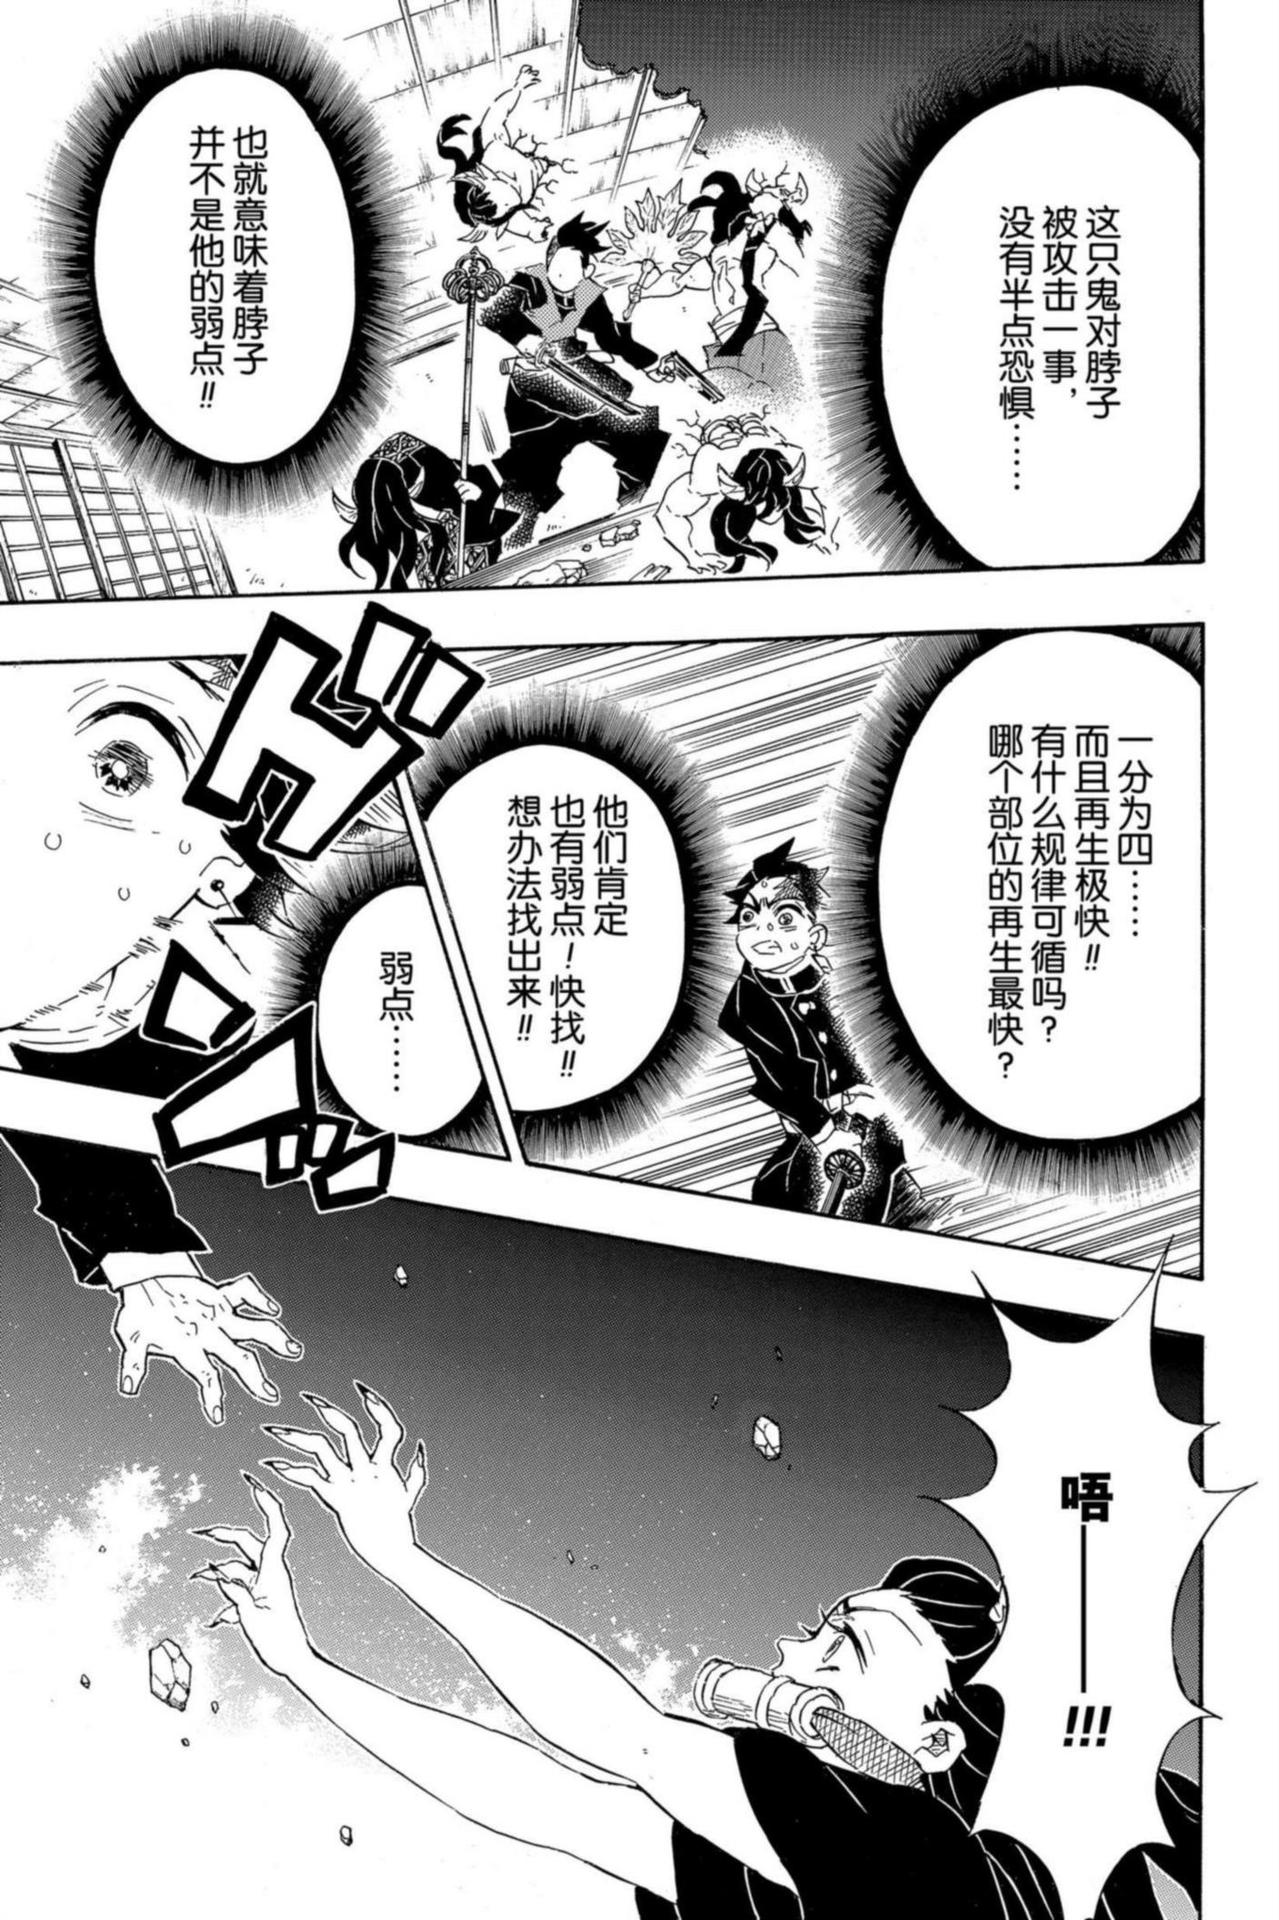 这只鬼对脖子
被攻击一事，
没有半点恐惧……
也就意味着脖子
并不是他的弱点！！
一分为四……
而且再生极快！！
有什么规律可循吗？
哪个部位的再生最快？
他们肯定
也有弱点！快找！！
想办法找出来！！
弱点……
ドガッ
唔——!!!